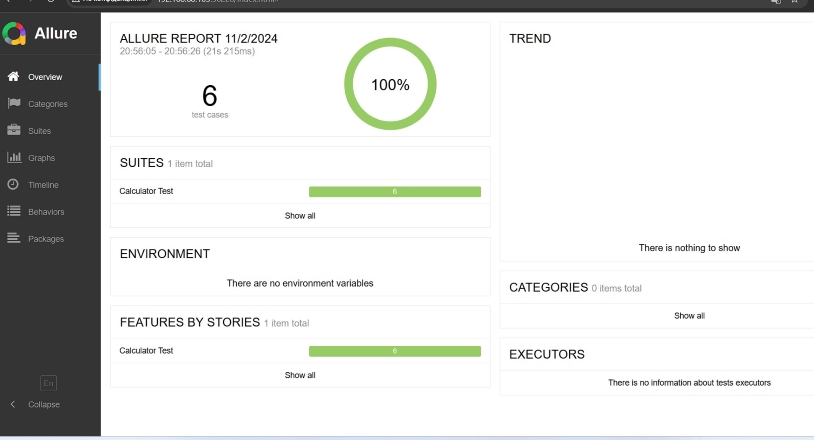 Allure
Overview
Categories
Suites
Graphs
Timeline
Behaviors
Packages
En
Collapse
ALLURE REPORT 11/2/2024
20:56:05 - 20:56:26 (21s 215ms)
6
test cases
100%
SUITES 1 item total
Calculator Test
6
Show all
ENVIRONMENT
There are no environment variables
FEATURES BY STORIES 1 item total
Calculator Test
6
Show all
TREND
There is nothing to show
CATEGORIES 0 items total
Show all
EXECUTORS
There is no information about tests executors